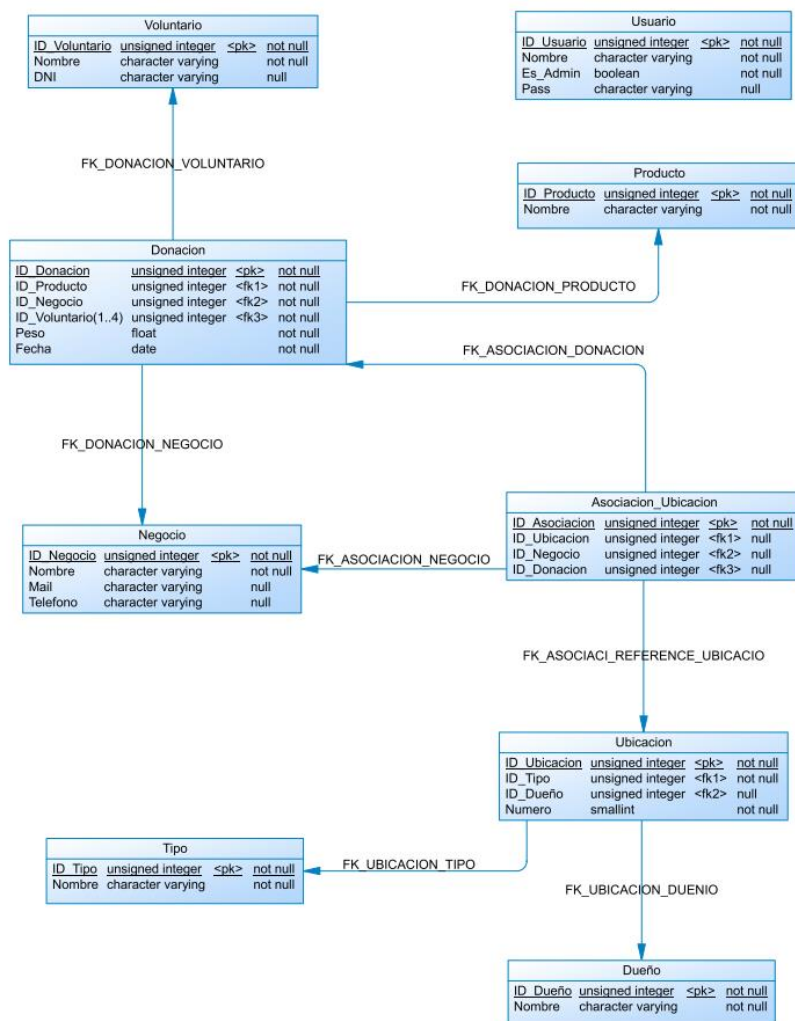 Voluntario
ID_Voluntario unsigned integer <pk> not null
Nombre character varying not null
DNI character varying null
Usuario
ID_Usuario unsigned integer <pk> not null
Nombre character varying not null
Es_Admin boolean not null
Pass character varying null
FK_DONACION_VOLUNTARIO
Producto
ID_Producto unsigned integer <pk> not null
Nombre character varying not null
Donacion
ID_Donacion unsigned integer <pk> not null
ID_Producto unsigned integer <fk1> not null
ID_Negocio unsigned integer <fk2> not null
ID_Voluntario(1..4) unsigned integer <fk3> not null
Peso float not null
Fecha date not null
FK_DONACION_PRODUCTO
FK_ASOCIACION_DONACION
FK_DONACION_NEGOCIO
Asociacion_Ubicacion
ID_Asociacion unsigned integer <pk> not null
ID_Ubicacion unsigned integer <fk1> null
ID_Negocio unsigned integer <fk2> null
ID_Donacion unsigned integer <fk3> null
Negocio
ID_Negocio unsigned integer <pk> not null
Nombre character varying not null
Mail character varying null
Telefono character varying null
FK_ASOCIACION_NEGOCIO
FK_ASOCIACI_REFERENCE_UBICACIO
Ubicacion
ID_Ubicacion unsigned integer <pk> not null
ID_Tipo unsigned integer <fk1> not null
ID_Dueño unsigned integer <fk2> null
Numero smallint not null
Tipo
ID_Tipo unsigned integer <pk> not null
Nombre character varying not null
FK_UBICACION_TIPO
FK_UBICACION_DUENIO
Dueño
ID_Dueño unsigned integer <pk> not null
Nombre character varying not null